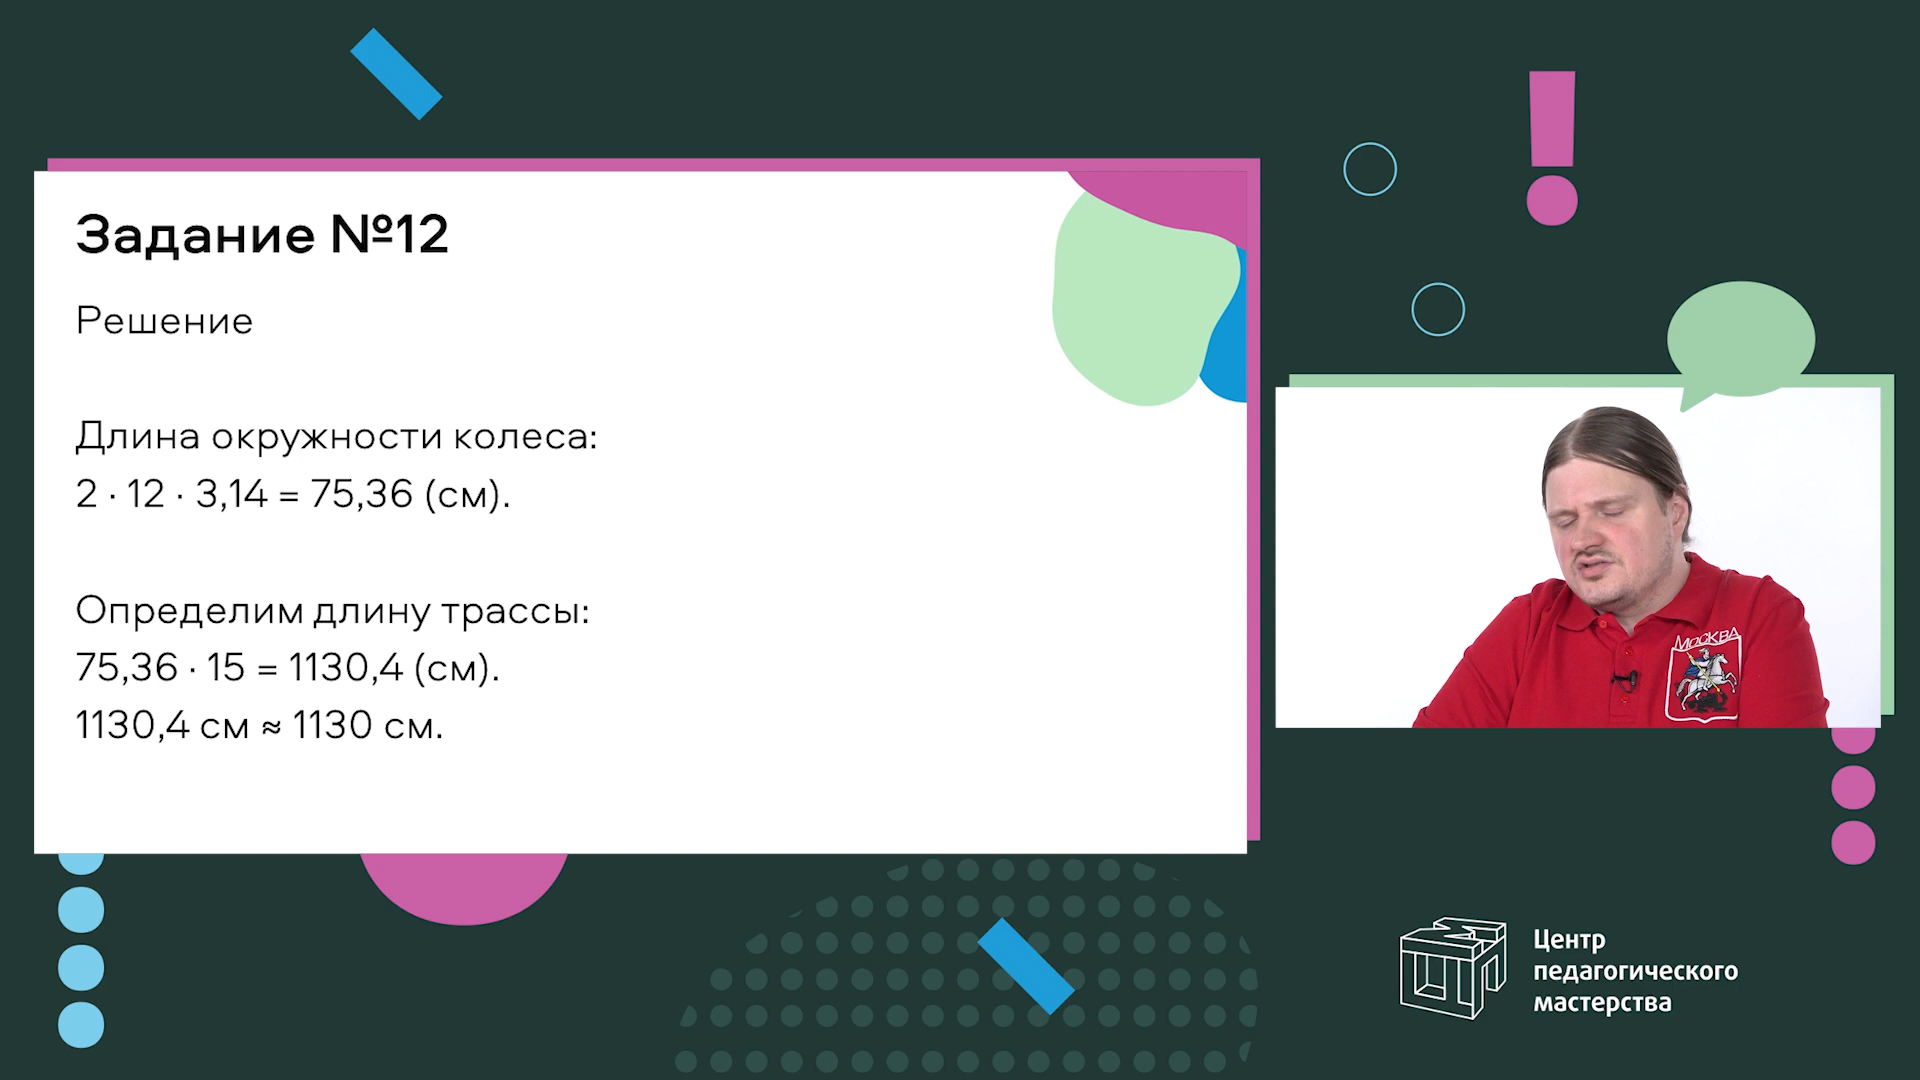 Задание №12
Решение
Длина окружности колеса:
2 · 12 · 3,14 = 75,36 (см).
Определим длину трассы:
75,36 · 15 = 1130,4 (см).
1130,4 см ≈ 1130 см.
МОСКВА
Центр
педагогического
мастерства